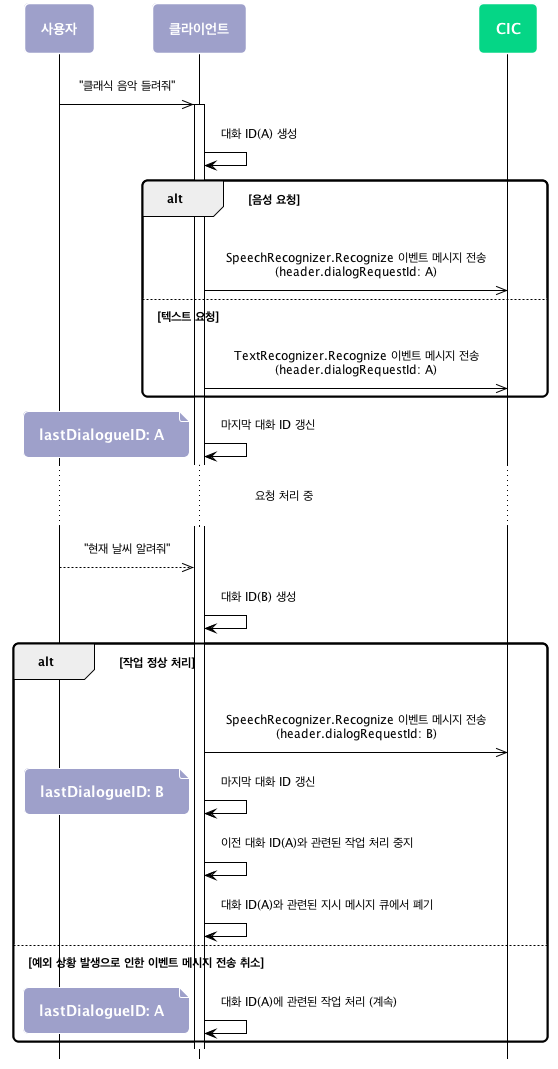 사용자
클라이언트
CIC
"클래식 음악 들려줘"
대화 ID(A) 생성
alt
[음성 요청]
SpeechRecognizer.Recognize 이벤트 메시지 전송
(header.dialogRequestId: A)
[텍스트 요청]
TextRecognizer.Recognize 이벤트 메시지 전송
(header.dialogRequestId: A)
lastDialogueID: A
마지막 대화 ID 갱신
요청 처리 중
"현재 날씨 알려줘"
대화 ID(B) 생성
alt
[작업 정상 처리]
SpeechRecognizer.Recognize 이벤트 메시지 전송
(header.dialogRequestId: B)
lastDialogueID: B
마지막 대화 ID 갱신
이전 대화 ID(A)와 관련된 작업 처리 중지
대화 ID(A)와 관련된 지시 메시지 큐에서 폐기
[예외 상황 발생으로 인한 이벤트 메시지 전송 취소]
lastDialogueID: A
대화 ID(A)에 관련된 작업 처리 (계속)